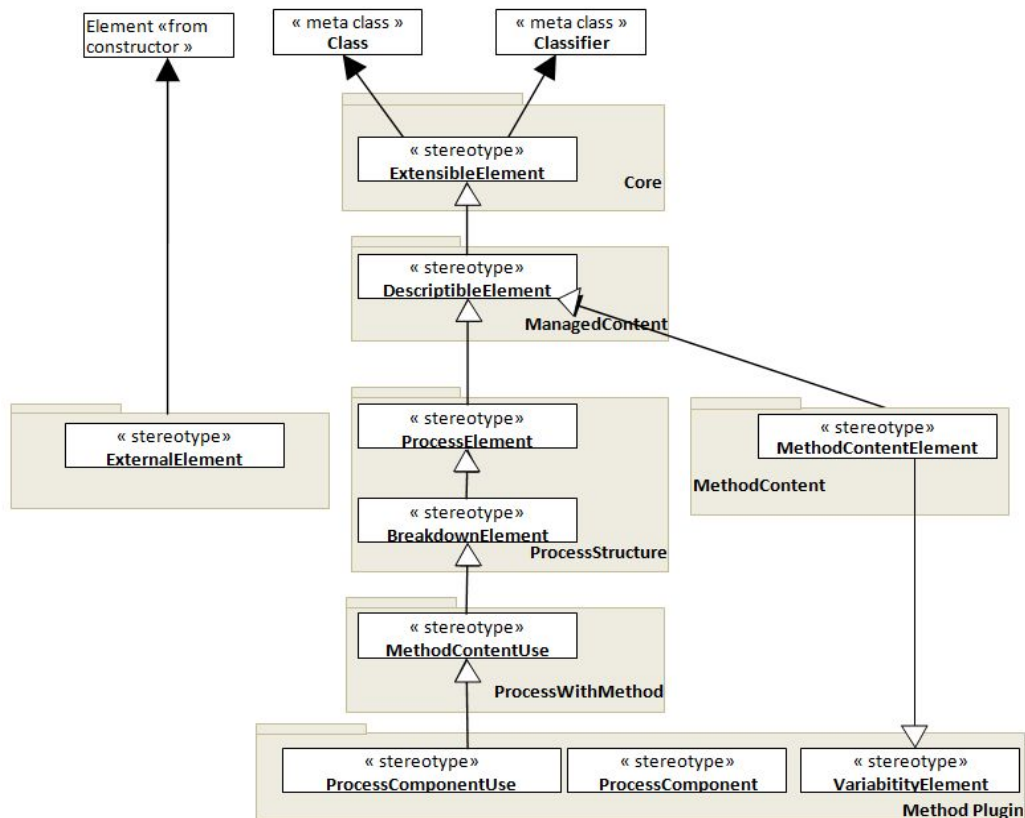 Element «from
constructor »
« meta class »
Class
« meta class »
Classifier
« stereotype»
ExtensibleElement
Core
« stereotype»
DescriptibleElement
ManagedContent
« stereotype»
ExternalElement
« stereotype»
ProcessElement
« stereotype»
BreakdownElement
ProcessStructure
« stereotype»
MethodContentElement
MethodContent
« stereotype»
MethodContentUse
ProcessWithMethod
« stereotype»
ProcessComponentUse
« stereotype»
ProcessComponent
« stereotype»
VariabitityElement
Method Plugin